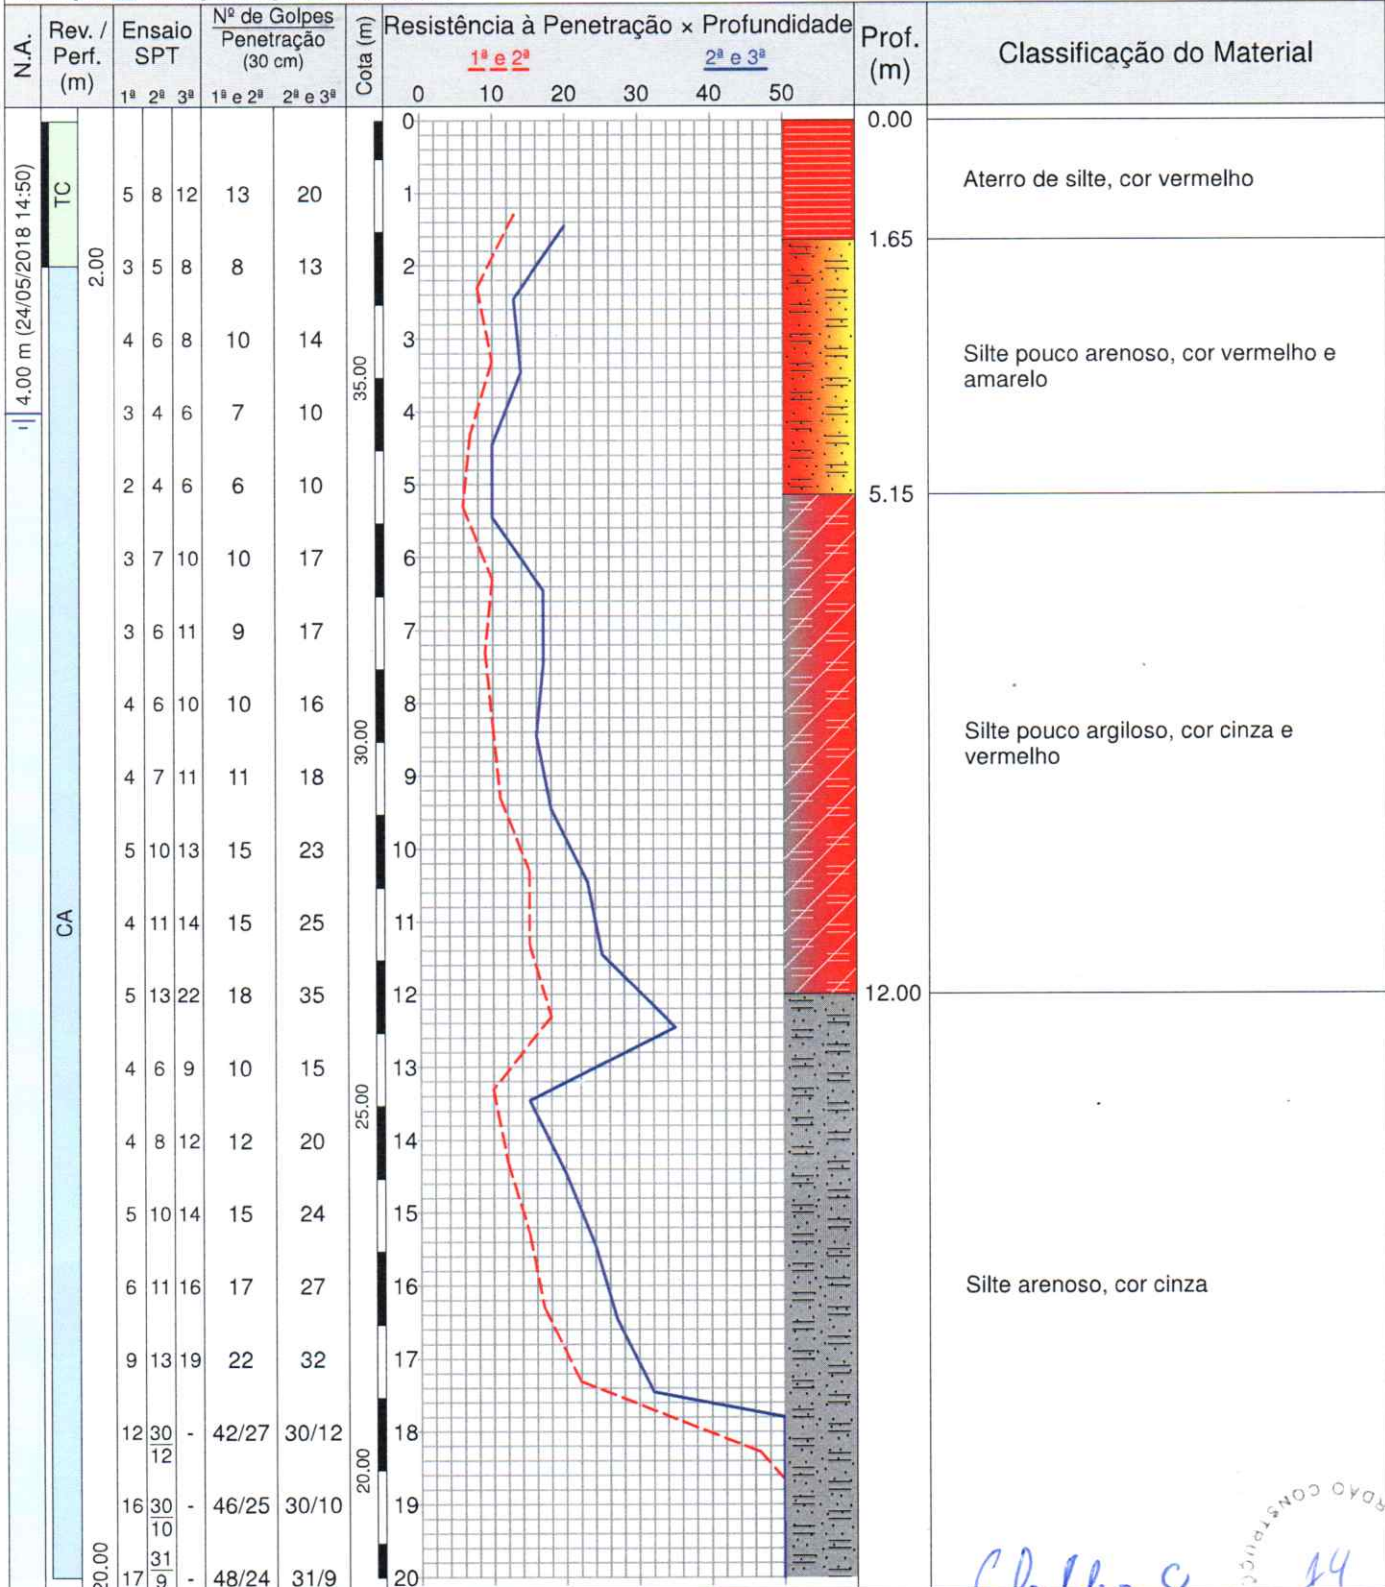 N.A.
Rev. / Perf. (m)
Ensaio SPT
1ª 2ª 3ª
Nº de Golpes
Penetração
(30 cm)
1ª e 2ª 2ª e 3ª
Cota (m)
Resistência à Penetração × Profundidade
1ª e 2ª 2ª e 3ª
0 10 20 30 40 50
Prof. (m)
Classificação do Material
4.00 m (24/05/2018 14:50)
TC
2.00
CA
20.00
5 8 12 13 20
3 5 8 8 13
4 6 8 10 14
3 4 6 7 10
2 4 6 6 10
3 7 10 10 17
3 6 11 9 17
4 6 10 10 16
4 7 11 11 18
5 10 13 15 23
4 11 14 15 25
5 13 22 18 35
4 6 9 10 15
4 8 12 12 20
5 10 14 15 24
6 11 16 17 27
9 13 19 22 32
12 30/12 - 42/27 30/12
16 30/10 - 46/25 30/10
17 31/9 - 48/24 31/9
35.00
30.00
25.00
20.00
0
1
2
3
4
5
6
7
8
9
10
11
12
13
14
15
16
17
18
19
20
0.00
Aterro de silte, cor vermelho
1.65
Silte pouco arenoso, cor vermelho e
amarelo
5.15
Silte pouco argiloso, cor cinza e
vermelho
12.00
Silte arenoso, cor cinza
14